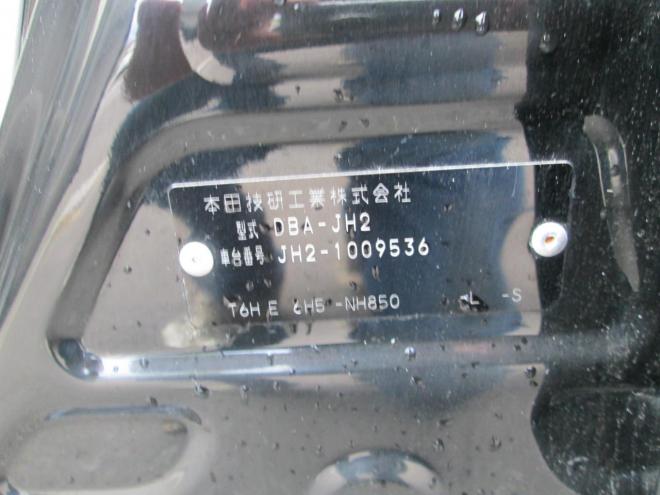 本田技研工業株式会社
型式 DBA-JH2
車台番号 JH2-1009536
T6H E 6H5 -NH850 -L -S